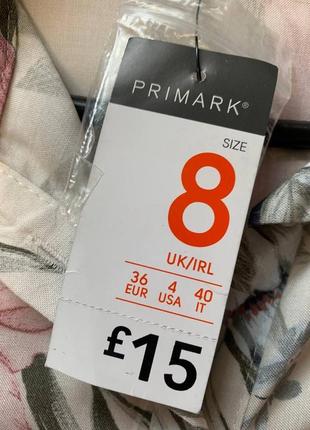 PRIMARK®
SIZE
8
UK/IRL
36 4 40
EUR USA IT
£15